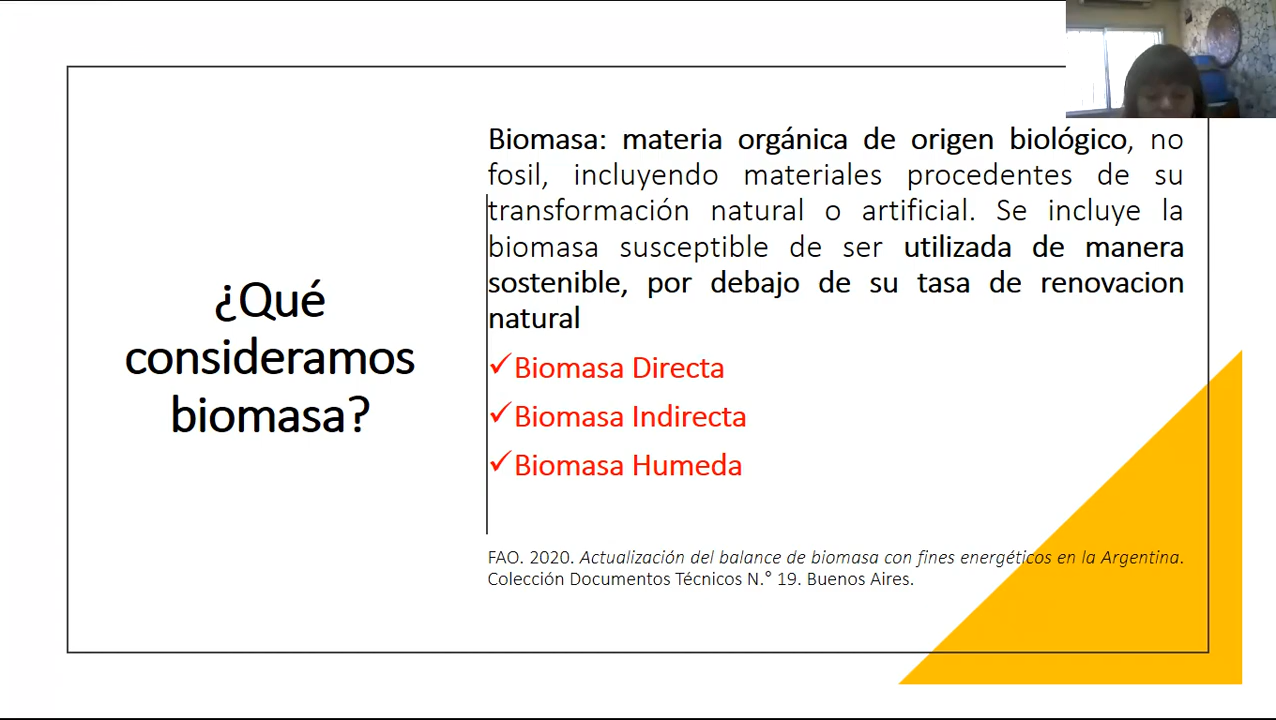 ¿Qué
consideramos
biomasa?
Biomasa: materia orgánica de origen biológico, no
fosil, incluyendo materiales procedentes de su
transformación natural o artificial. Se incluye la
biomasa susceptible de ser utilizada de manera
sostenible, por debajo de su tasa de renovacion
natural
✓Biomasa Directa
✓Biomasa Indirecta
✓Biomasa Humeda
FAO. 2020. Actualización del balance de biomasa con fines energéticos en la Argentina.
Colección Documentos Técnicos N.° 19. Buenos Aires.